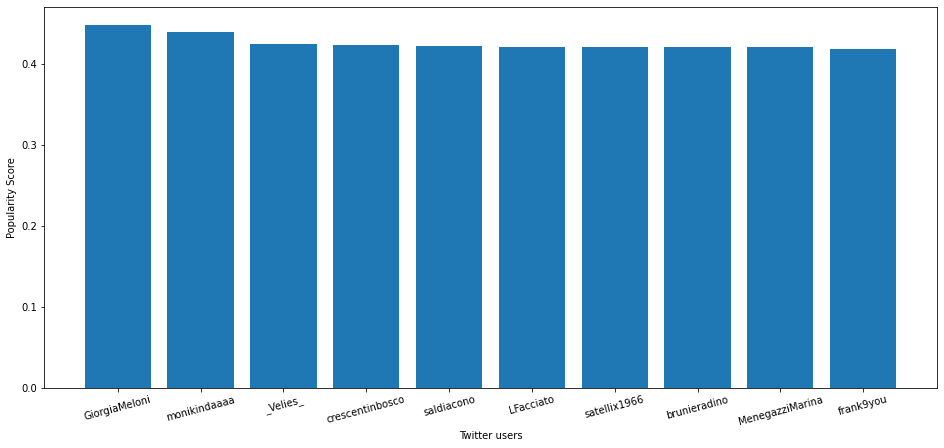 Popularity Score
0.4
0.3
0.2
0.1
0.0
GiorgiaMeloni
monikindaaaa
_Velies_
crescentinbosco
saldiacono
LFacciato
satellix1966
brunieradino
MenegazziMarina
frank9you
Twitter users